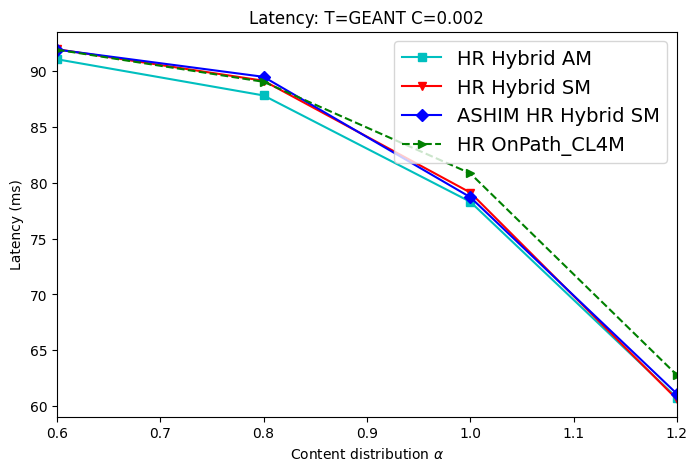 Latency: T=GEANT C=0.002
HR Hybrid AM
HR Hybrid SM
ASHIM HR Hybrid SM
HR OnPath_CL4M
Latency (ms)
90
85
80
75
70
65
60
0.6 0.7 0.8 0.9 1.0 1.1 1.2
Content distribution α